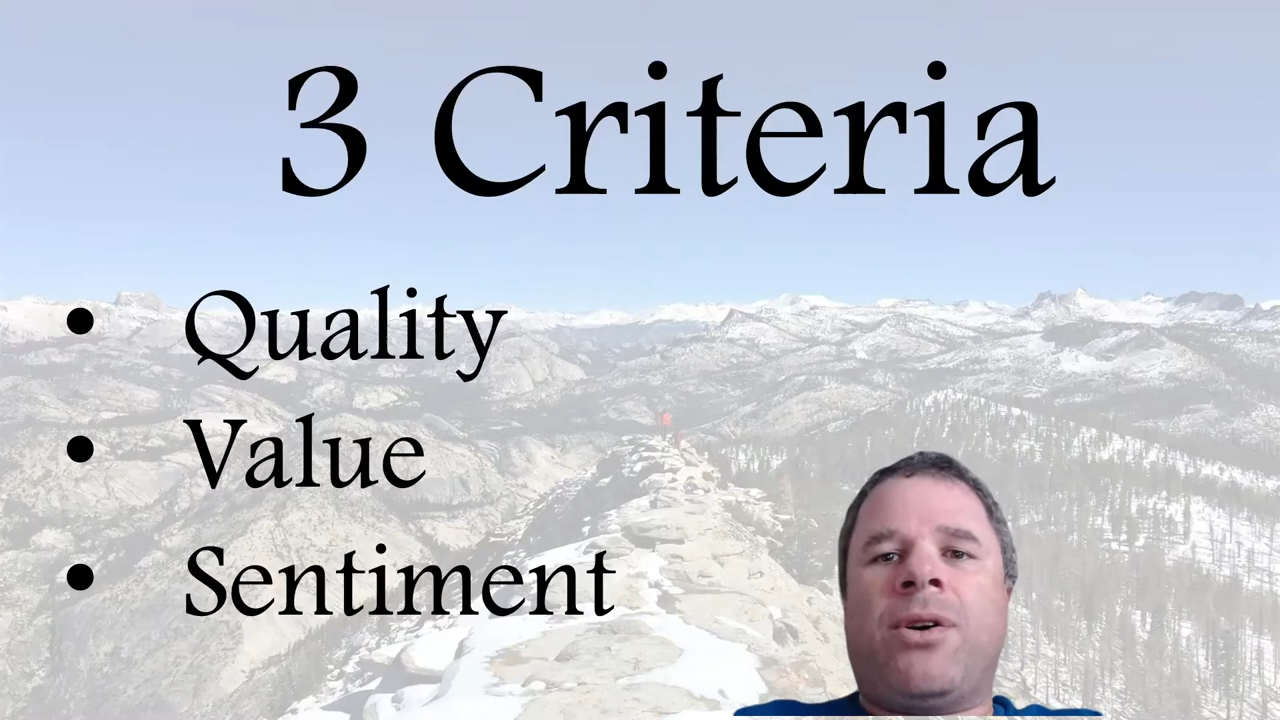 3 Criteria
• Quality
• Value
• Sentiment